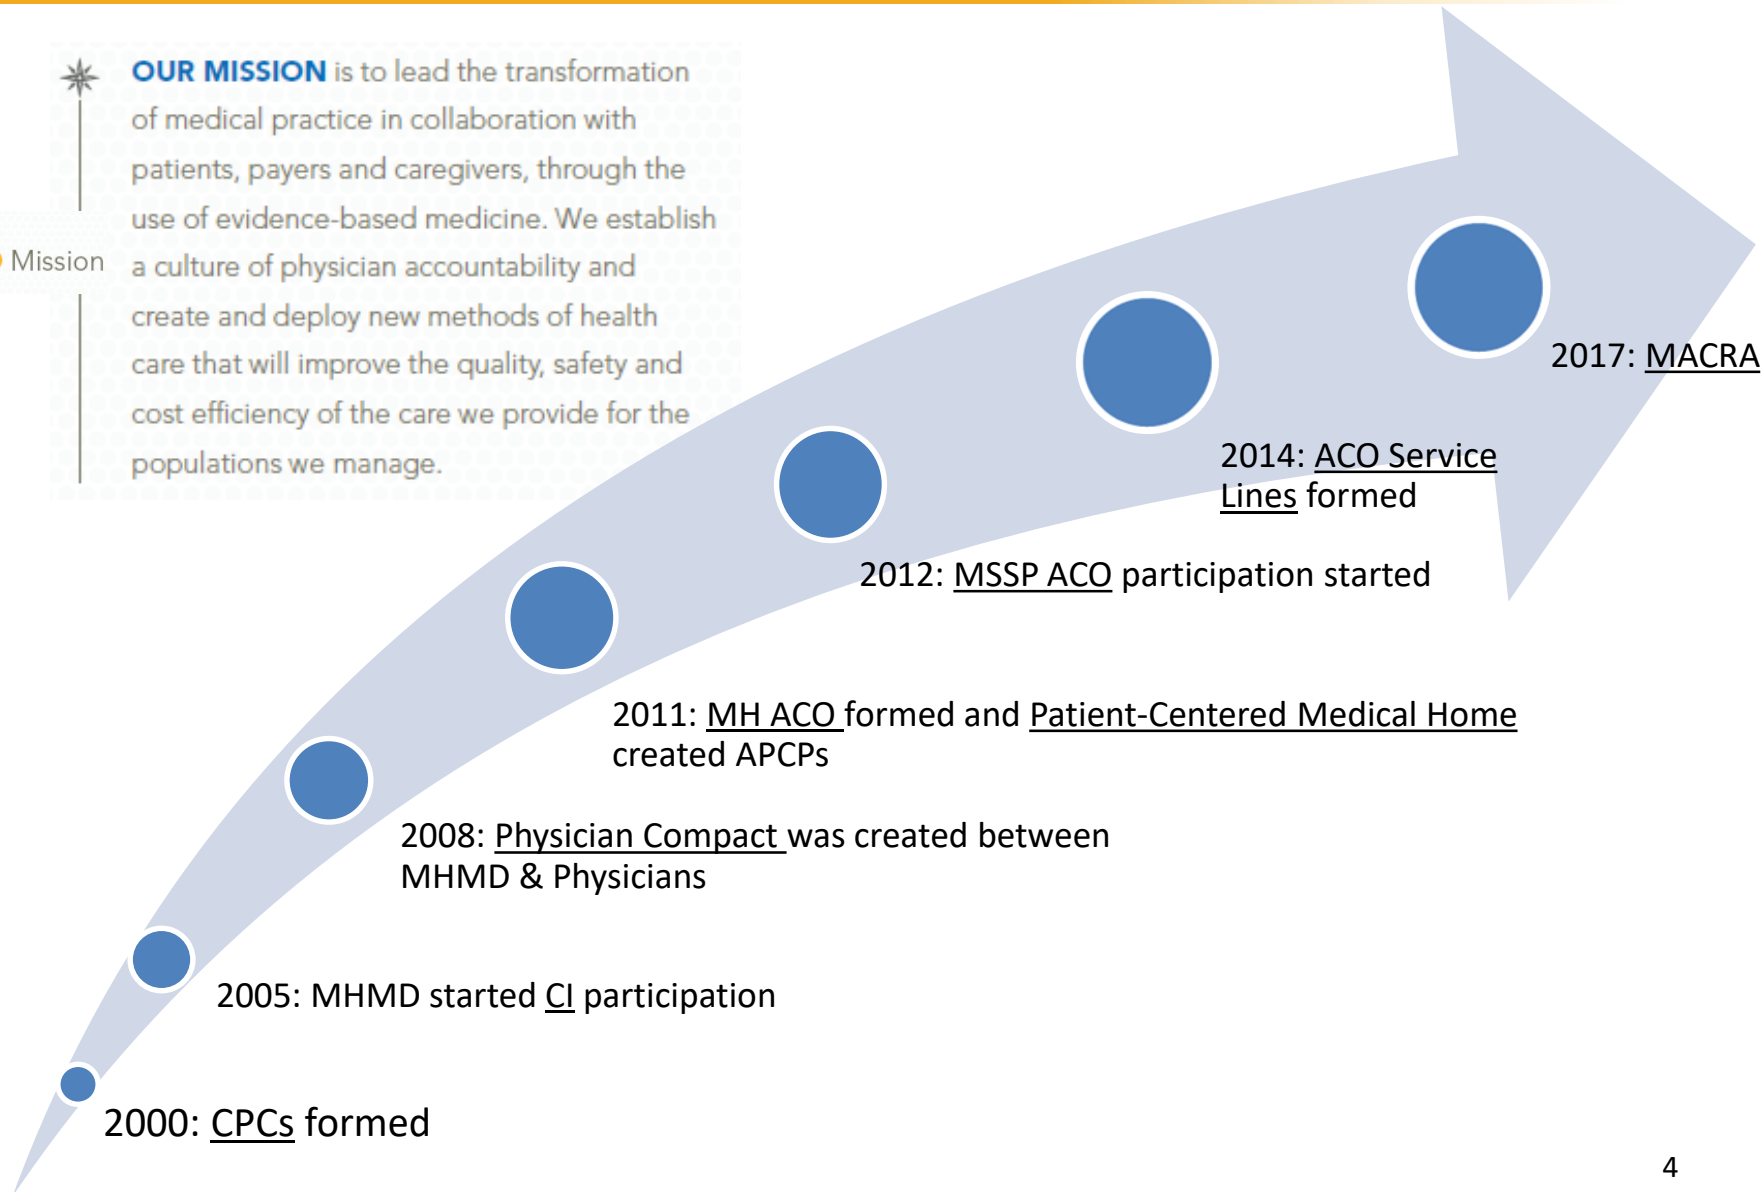 OUR MISSION is to lead the transformation
of medical practice in collaboration with
patients, payers and caregivers, through the
use of evidence-based medicine. We establish
Mission
a culture of physician accountability and
create and deploy new methods of health
care that will improve the quality, safety and
cost efficiency of the care we provide for the
populations we manage.
2017: MACRA
2014: ACO Service
Lines formed
2012: MSSP ACO participation started
2011: MH ACO formed and Patient-Centered Medical Home
created APCPs
2008: Physician Compact was created between
MHMD & Physicians
2005: MHMD started CI participation
2000: CPCs formed
4